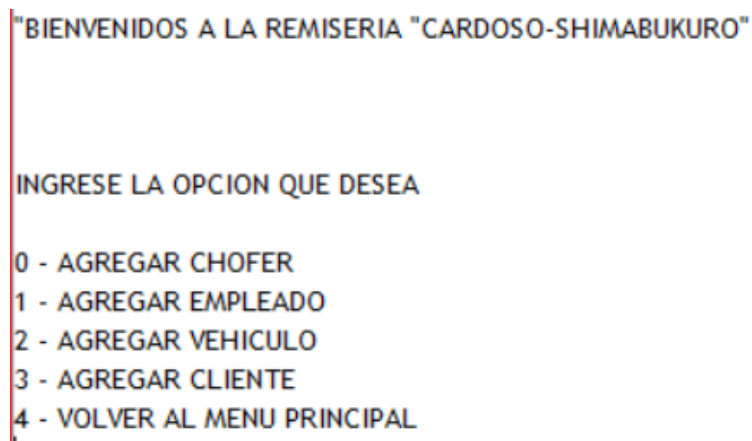 "BIENVENIDOS A LA REMISERIA "CARDOSO-SHIMABUKURO"
INGRESE LA OPCION QUE DESEA
0 - AGREGAR CHOFER
1 - AGREGAR EMPLEADO
2 - AGREGAR VEHICULO
3 - AGREGAR CLIENTE
4 - VOLVER AL MENU PRINCIPAL